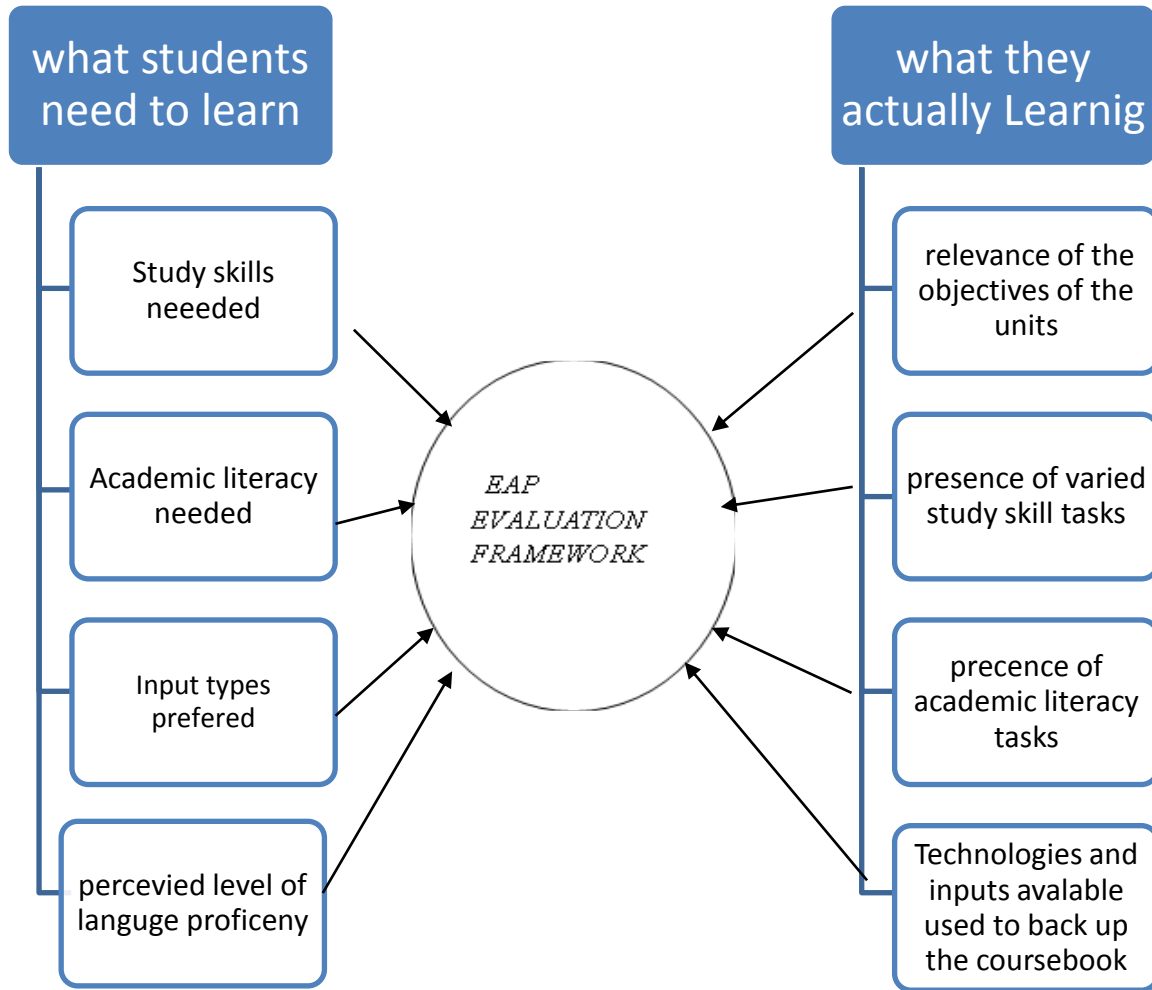 what students
need to learn
Study skills
neeeded
Academic literacy
needed
Input types
prefered
percevied level of
languge proficeny
EAP
EVALUATION
FRAMEWORK
what they
actually Learnig
relevance of the
objectives of the
units
presence of varied
study skill tasks
precence of
academic literacy
tasks
Technologies and
inputs avalable
used to back up
the coursebook